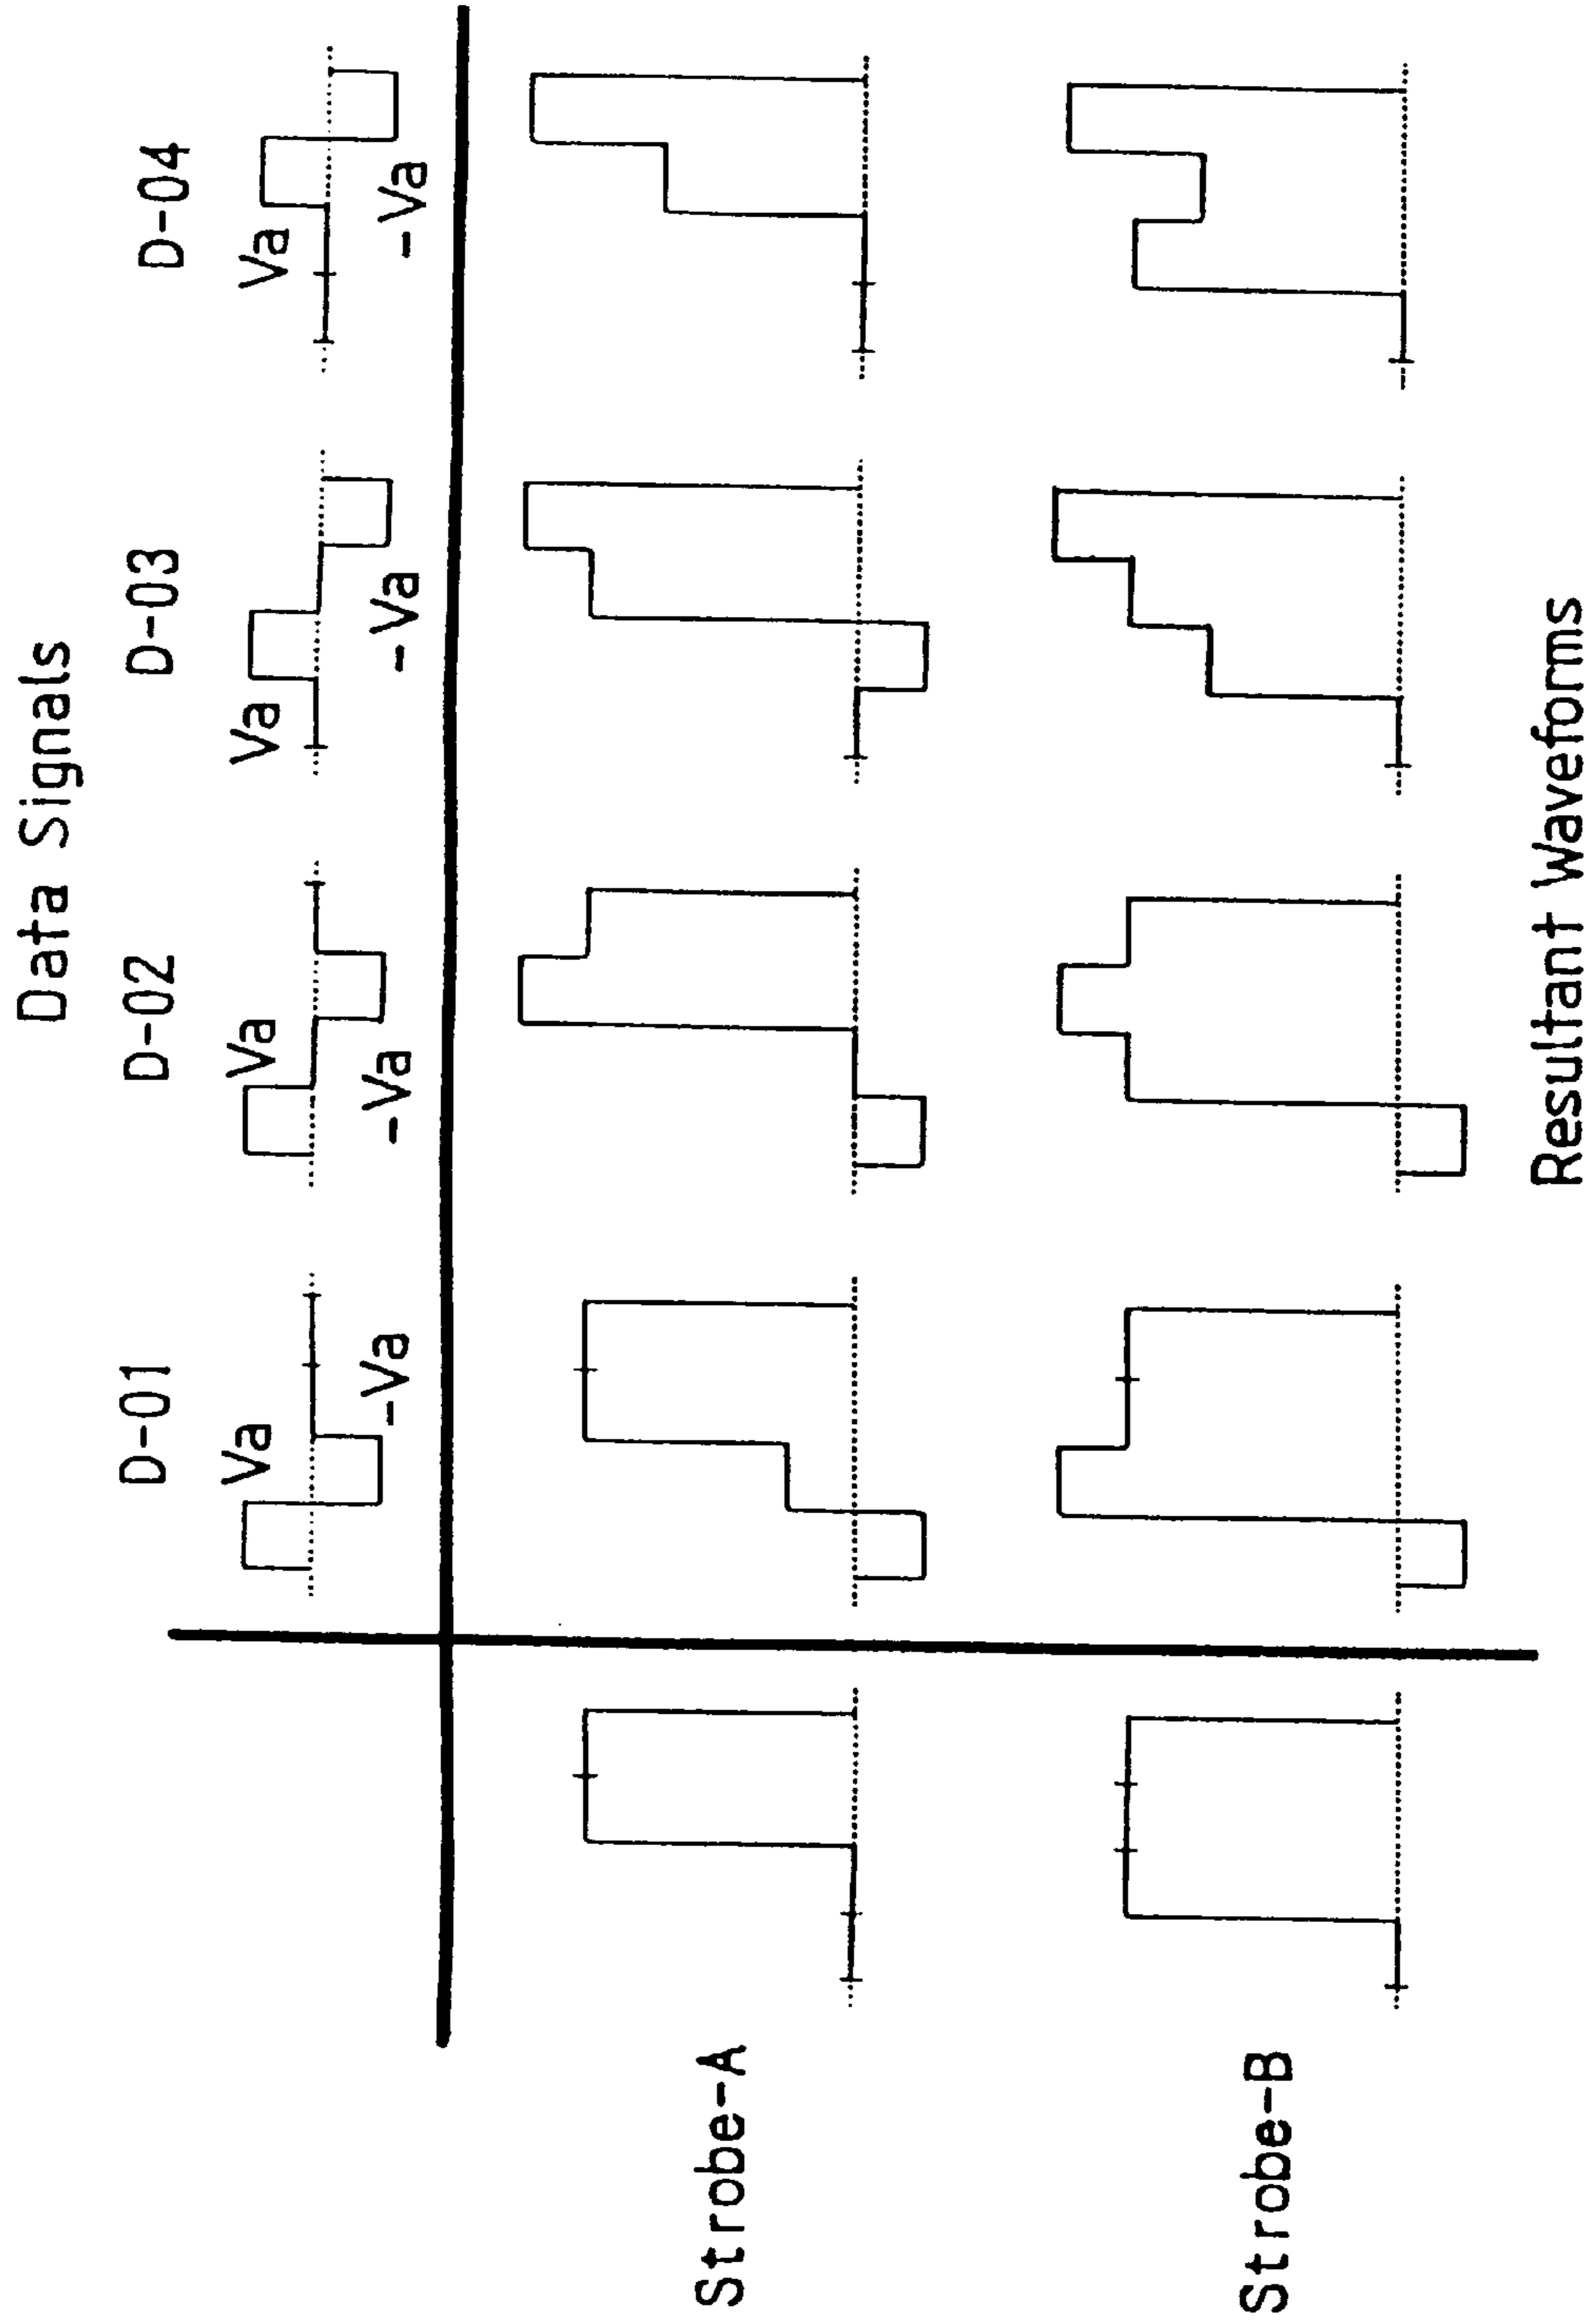 Data Signals
D-01 D-02 D-03 D-04
Va Va Va Va
-Va -Va -Va -Va
Strobe-A
Strobe-B
Resultant Waveforms